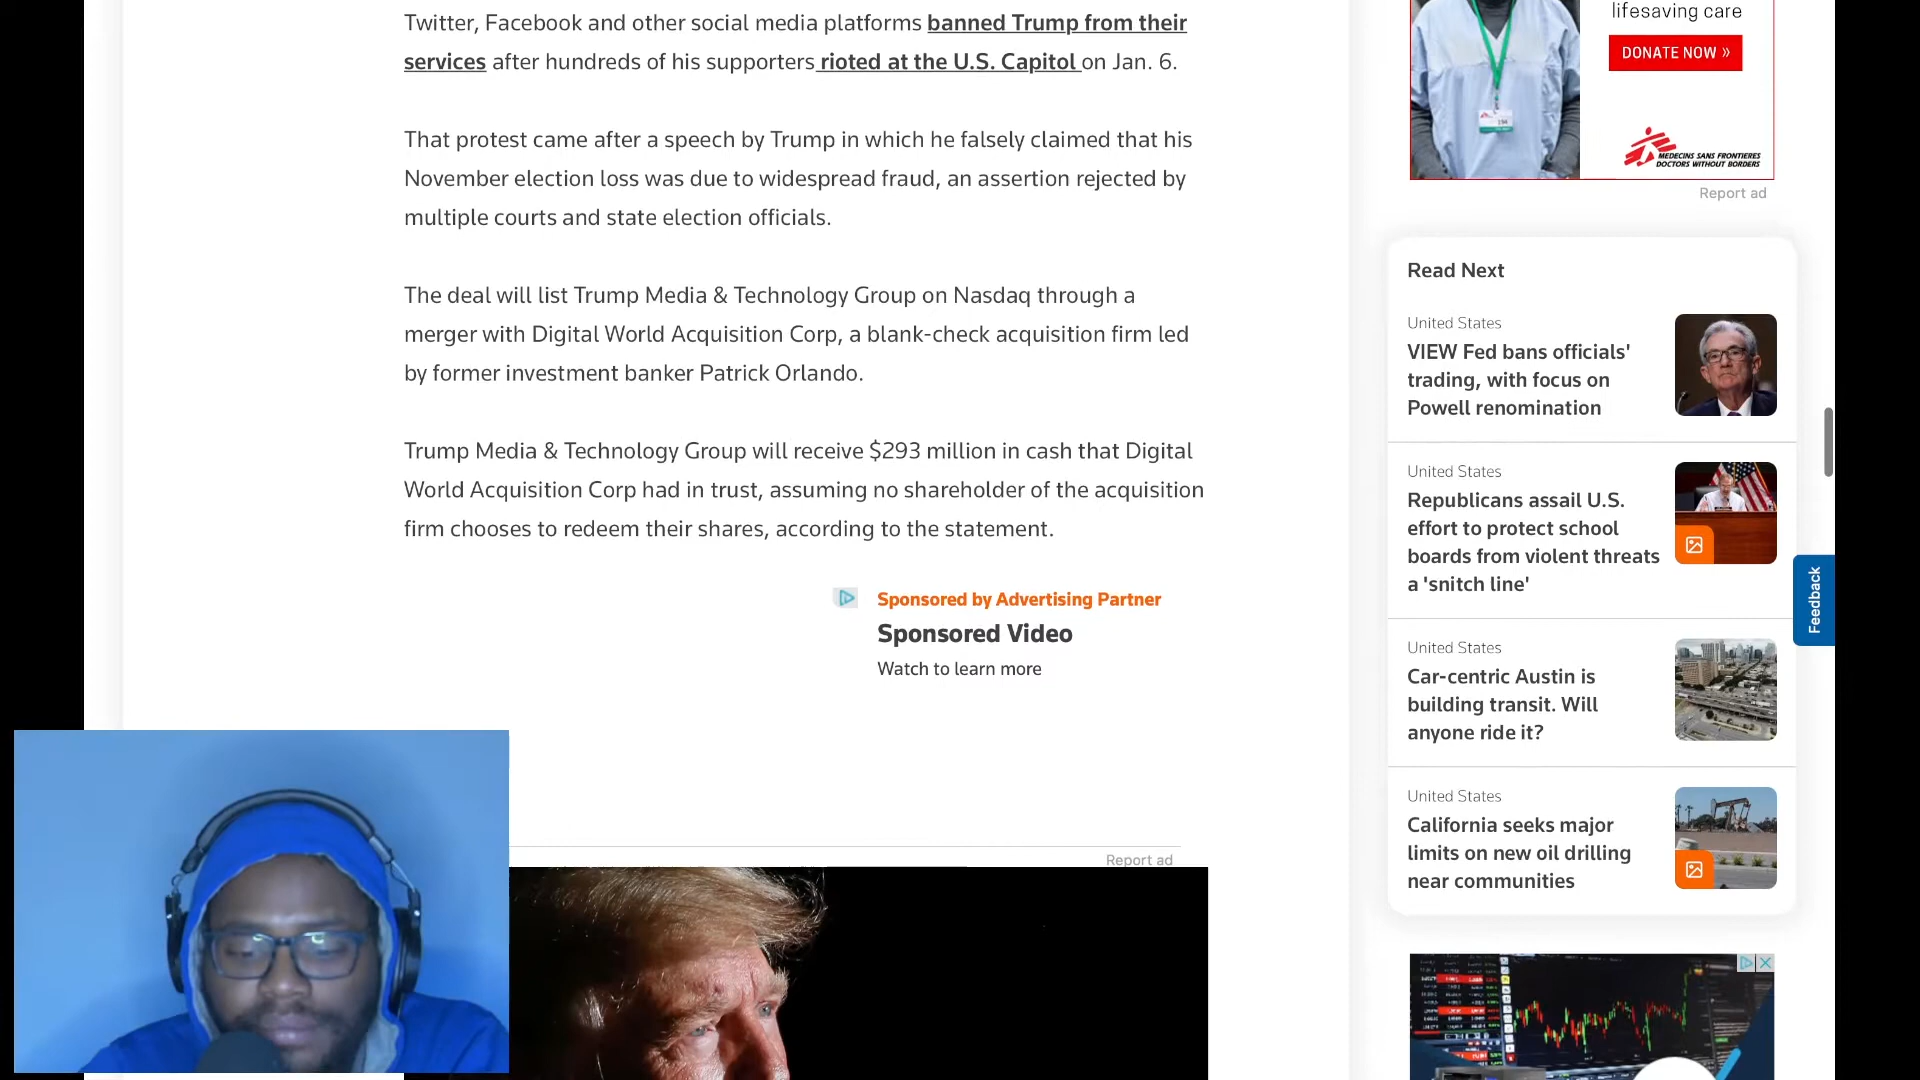 Twitter, Facebook and other social media platforms banned Trump from their
services after hundreds of his supporters rioted at the U.S. Capitol on Jan. 6.
That protest came after a speech by Trump in which he falsely claimed that his
November election loss was due to widespread fraud, an assertion rejected by
multiple courts and state election officials.
The deal will list Trump Media & Technology Group on Nasdaq through a
merger with Digital World Acquisition Corp, a blank-check acquisition firm led
by former investment banker Patrick Orlando.
Trump Media & Technology Group will receive $293 million in cash that Digital
World Acquisition Corp had in trust, assuming no shareholder of the acquisition
firm chooses to redeem their shares, according to the statement.
Sponsored by Advertising Partner
Sponsored Video
Watch to learn more
Report ad
lifesaving care
DONATE NOW »
MEDECINS SANS FRONTIERES
DOCTORS WITHOUT BORDERS
Report ad
Read Next
United States
VIEW Fed bans officials'
trading, with focus on
Powell renomination
United States
Republicans assail U.S.
effort to protect school
boards from violent threats
a 'snitch line'
United States
Car-centric Austin is
building transit. Will
anyone ride it?
United States
California seeks major
limits on new oil drilling
near communities
Feedback